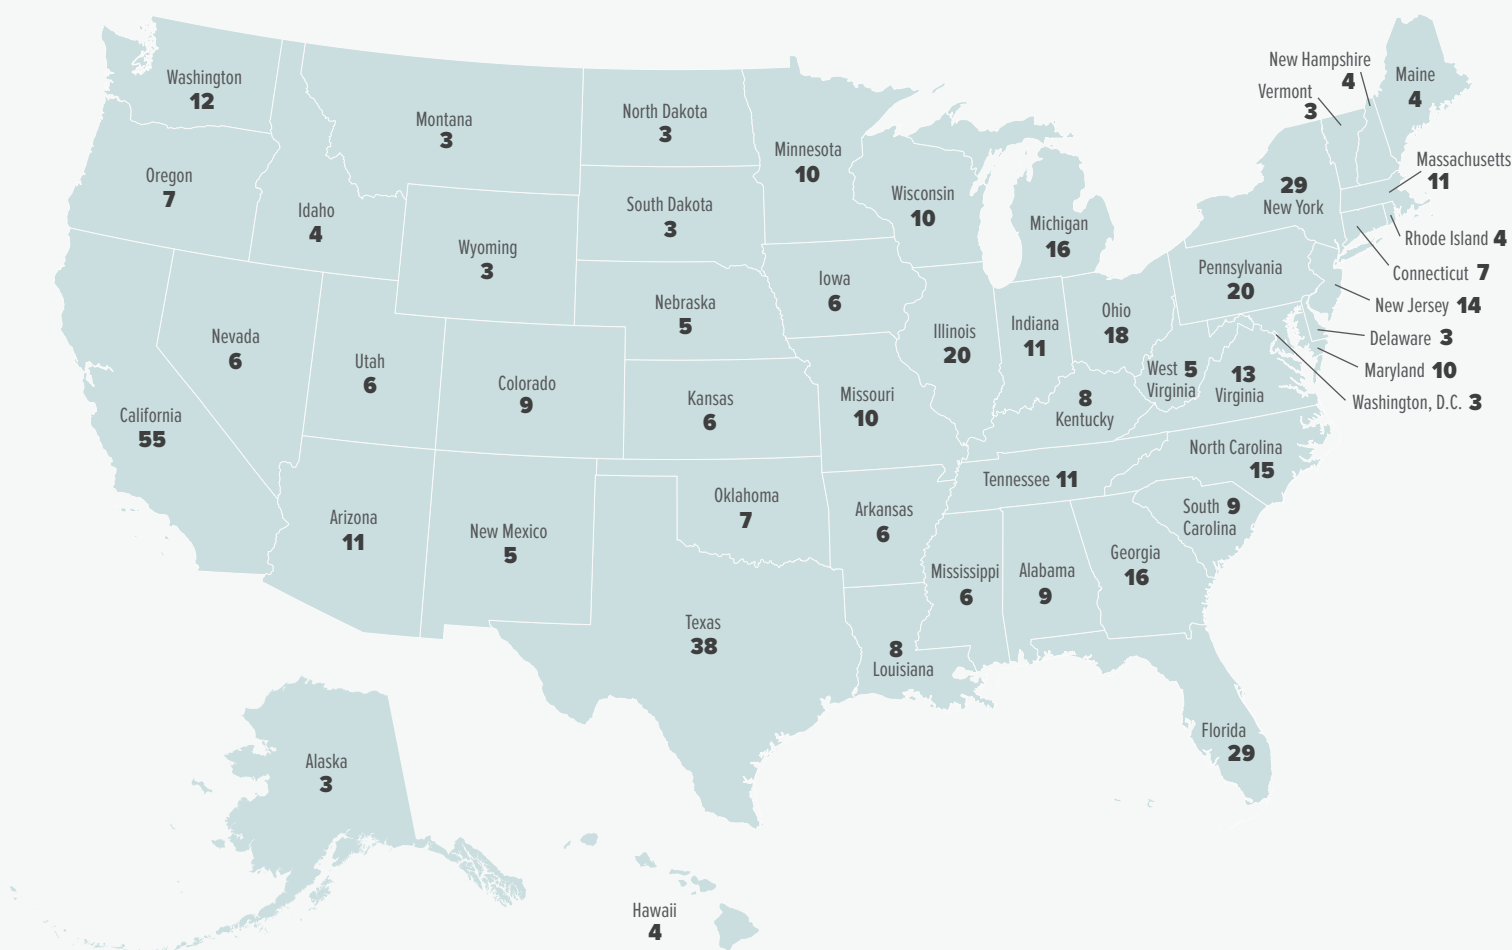 New Hampshire
4
Maine
4
Vermont
3
Washington
12
Montana
3
North Dakota
3
Minnesota
10
Massachusetts
11
Oregon
7
Idaho
4
South Dakota
3
Wisconsin
10
Michigan
16
29
New York
Wyoming
3
Rhode Island 4
Connecticut 7
Pennsylvania
20
Iowa
6
Nebraska
5
New Jersey 14
Nevada
6
Utah
6
Illinois
20
Indiana
11
Ohio
18
Delaware 3
Colorado
9
Kansas
6
Missouri
10
West 5
Virginia
13
Virginia
Maryland 10
8
Kentucky
Washington, D.C. 3
California
55
North Carolina
15
Tennessee 11
Arizona
11
New Mexico
5
Oklahoma
7
Arkansas
6
South 9
Carolina
Mississippi
6
Alabama
9
Georgia
16
Texas
38
8
Louisiana
Florida
29
Alaska
3
Hawaii
4